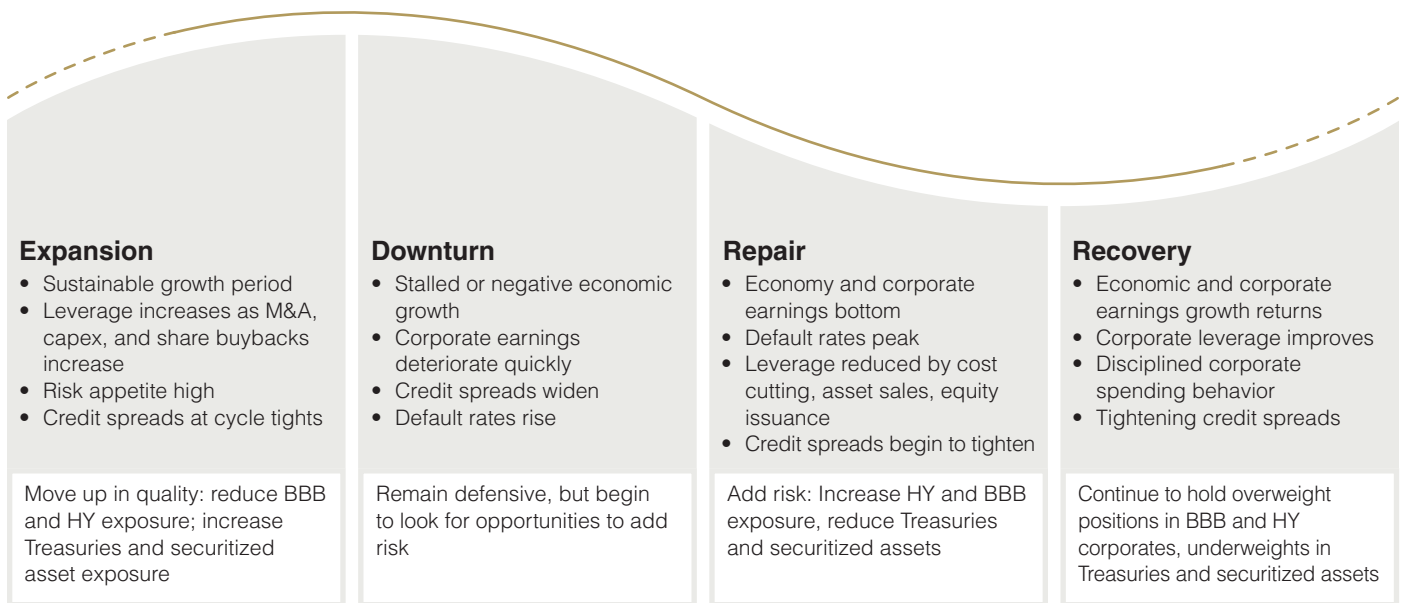 Expansion
• Sustainable growth period
• Leverage increases as M&A,
capex, and share buybacks
increase
• Risk appetite high
• Credit spreads at cycle tights
Move up in quality: reduce BBB
and HY exposure; increase
Treasuries and securitized
asset exposure
Downturn
• Stalled or negative economic
growth
• Corporate earnings
deteriorate quickly
• Credit spreads widen
• Default rates rise
Remain defensive, but begin
to look for opportunities to add
risk
Repair
• Economy and corporate
earnings bottom
• Default rates peak
• Leverage reduced by cost
cutting, asset sales, equity
issuance
• Credit spreads begin to tighten
Add risk: Increase HY and BBB
exposure, reduce Treasuries
and securitized assets
Recovery
• Economic and corporate
earnings growth returns
• Corporate leverage improves
• Disciplined corporate
spending behavior
• Tightening credit spreads
Continue to hold overweight
positions in BBB and HY
corporates, underweights in
Treasuries and securitized assets